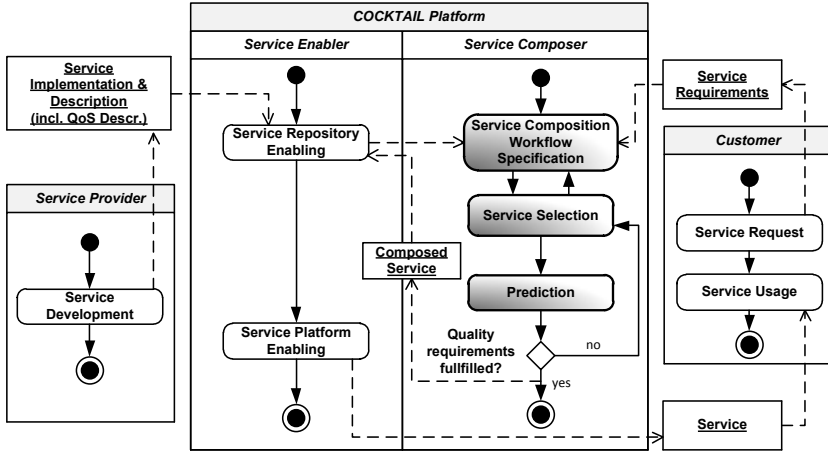 COCKTAIL Platform
Service Enabler
Service Composer
Service
Implementation &
Description
(incl. QoS Descr.)
Service Repository
Enabling
Service Composition
Workflow
Specification
Service
Requirements
Customer
Service Provider
Service Selection
Service Request
Composed
Service
Service
Development
Prediction
Service Usage
Service Platform
Enabling
Quality
requirements
fullfilled?
no
yes
Service